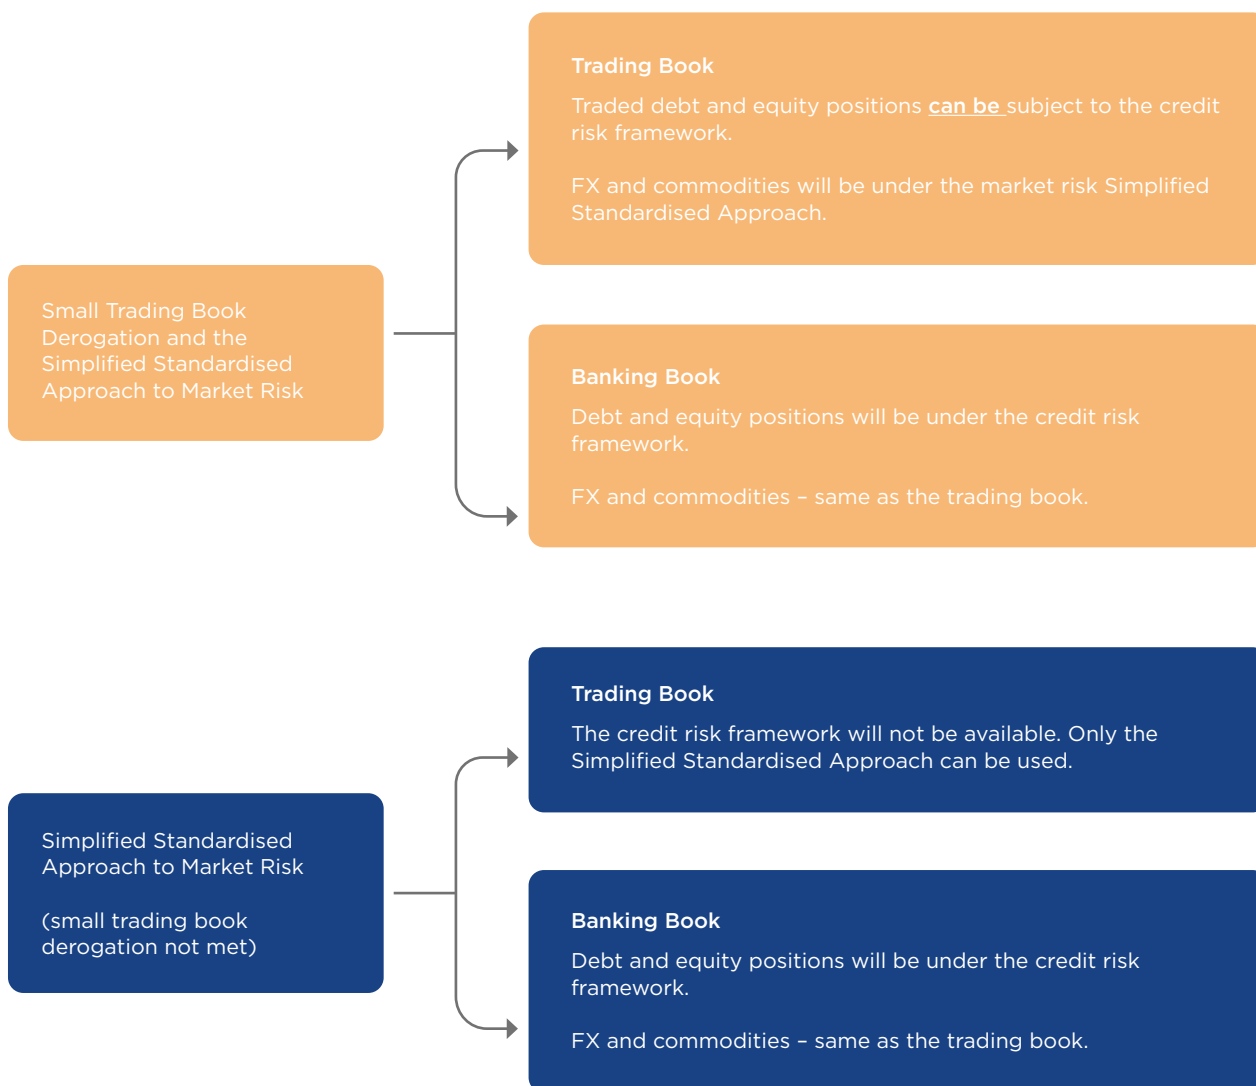 Small Trading Book
Derogation and the
Simplified Standardised
Approach to Market Risk
Trading Book
Traded debt and equity positions can be subject to the credit
risk framework.
FX and commodities will be under the market risk Simplified
Standardised Approach.
Banking Book
Debt and equity positions will be under the credit risk
framework.
FX and commodities – same as the trading book.
Simplified Standardised
Approach to Market Risk
(small trading book
derogation not met)
Trading Book
The credit risk framework will not be available. Only the
Simplified Standardised Approach can be used.
Banking Book
Debt and equity positions will be under the credit risk
framework.
FX and commodities – same as the trading book.